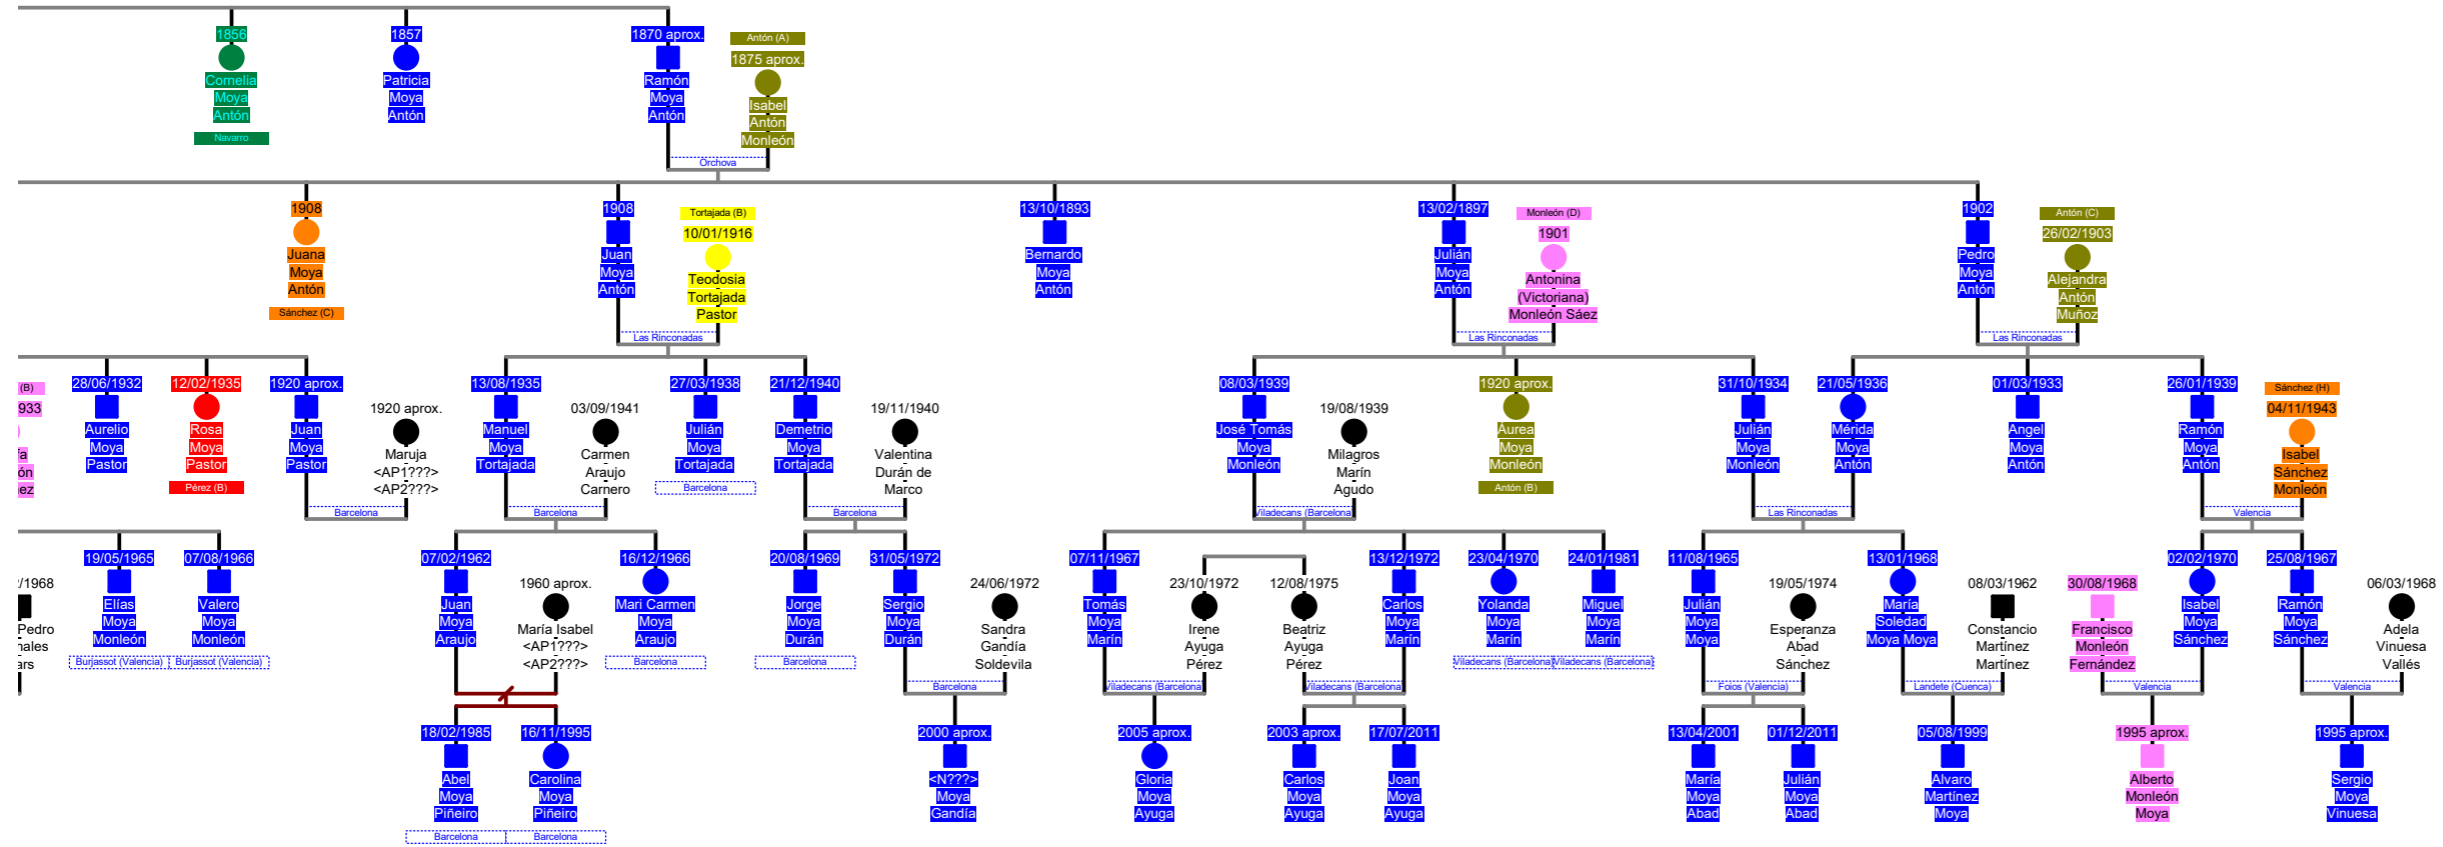 1856
Cornelia
Moya
Antón
Navarro
1857
Patricia
Moya
Antón
1870 aprox.
Ramón
Moya
Antón
Antón (A)
1875 aprox.
Isabel
Antón
Monleón
Orchova
1908
Juana
Moya
Antón
Sánchez (C)
1908
Juan
Moya
Antón
Tortajada (B)
10/01/1916
Teodosia
Tortajada
Pastor
Las Rinconadas
13/10/1893
Bernardo
Moya
Antón
13/02/1897
Julián
Moya
Antón
Monleón (D)
1901
Antonina
(Victoriana)
Monleón Sáez
Las Rinconadas
1902
Pedro
Moya
Antón
Antón (C)
26/02/1903
Alejandra
Antón
Muñoz
Las Rinconadas
(B)
933
fa
ón
ez
28/06/1932
Aurelio
Moya
Pastor
12/02/1935
Rosa
Moya
Pastor
Pérez (B)
1920 aprox.
Juan
Moya
Pastor
1920 aprox.
Maruja
<AP1???>
<AP2???>
Barcelona
13/08/1935
Manuel
Moya
Tortajada
03/09/1941
Carmen
Araujo
Carnero
Barcelona
27/03/1938
Julián
Moya
Tortajada
Barcelona
21/12/1940
Demetrio
Moya
Tortajada
19/11/1940
Valentina
Durán de
Marco
Barcelona
08/03/1939
José Tomás
Moya
Monleón
19/08/1939
Milagros
Marín
Agudo
Viladecans (Barcelona)
1920 aprox.
Aurea
Moya
Monleón
Antón (B)
31/10/1934
Julián
Moya
Monleón
21/05/1936
Mérida
Moya
Antón
Las Rinconadas
01/03/1933
Angel
Moya
Antón
26/01/1939
Ramón
Moya
Antón
Sánchez (H)
04/11/1943
Isabel
Sánchez
Monleón
Valencia
/1968
Pedro
nales
ars
19/05/1965
Elías
Moya
Monleón
Burjassot (Valencia)
07/08/1966
Valero
Moya
Monleón
Burjassot (Valencia)
07/02/1962
Juan
Moya
Araujo
1960 aprox.
María Isabel
<AP1???>
<AP2???>
16/12/1966
Mari Carmen
Moya
Araujo
Barcelona
20/08/1969
Jorge
Moya
Durán
Barcelona
31/05/1972
Sergio
Moya
Durán
24/06/1972
Sandra
Gandía
Soldevila
Barcelona
07/11/1967
Tomás
Moya
Marín
23/10/1972
Irene
Ayuga
Pérez
Viladecans (Barcelona)
12/08/1975
Beatriz
Ayuga
Pérez
13/12/1972
Carlos
Moya
Marín
Viladecans (Barcelona)
23/04/1970
Yolanda
Moya
Marín
Viladecans (Barcelona)
24/01/1981
Miguel
Moya
Marín
Viladecans (Barcelona)
11/08/1965
Julián
Moya
Moya
19/05/1974
Esperanza
Abad
Sánchez
Foios (Valencia)
13/01/1968
María
Soledad
Moya Moya
08/03/1962
Constancio
Martínez
Martínez
Landete (Cuenca)
30/08/1968
Francisco
Monleón
Fernández
02/02/1970
Isabel
Moya
Sánchez
Valencia
25/08/1967
Ramón
Moya
Sánchez
06/03/1968
Adela
Vinuesa
Vallés
Valencia
18/02/1985
Abel
Moya
Piñeiro
Barcelona
16/11/1995
Carolina
Moya
Piñeiro
Barcelona
2000 aprox.
<N???>
Moya
Gandía
2005 aprox.
Gloria
Moya
Ayuga
2003 aprox.
Carlos
Moya
Ayuga
17/07/2011
Joan
Moya
Ayuga
13/04/2001
María
Moya
Abad
01/12/2011
Julián
Moya
Abad
05/08/1999
Alvaro
Martínez
Moya
1995 aprox.
Alberto
Monleón
Moya
1995 aprox.
Sergio
Moya
Vinuesa